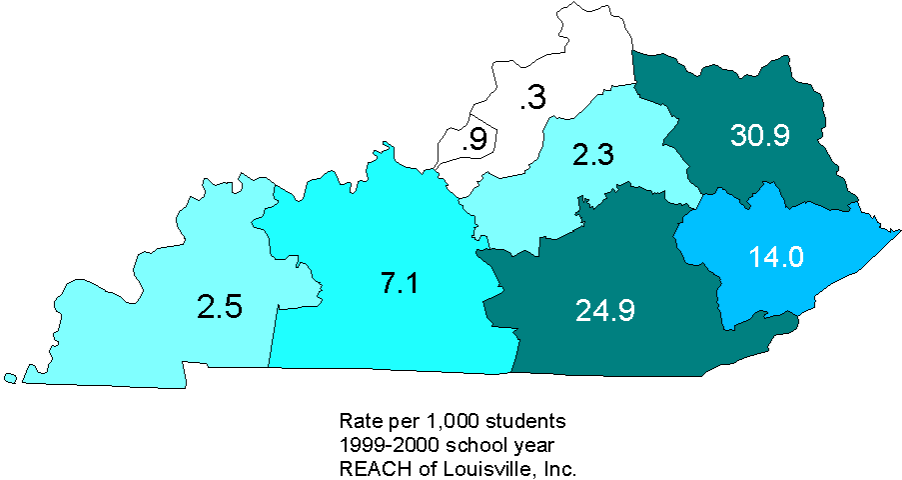 .3
.9
2.3
30.9
14.0
7.1
2.5
24.9
Rate per 1,000 students
1999-2000 school year
REACH of Louisville, Inc.